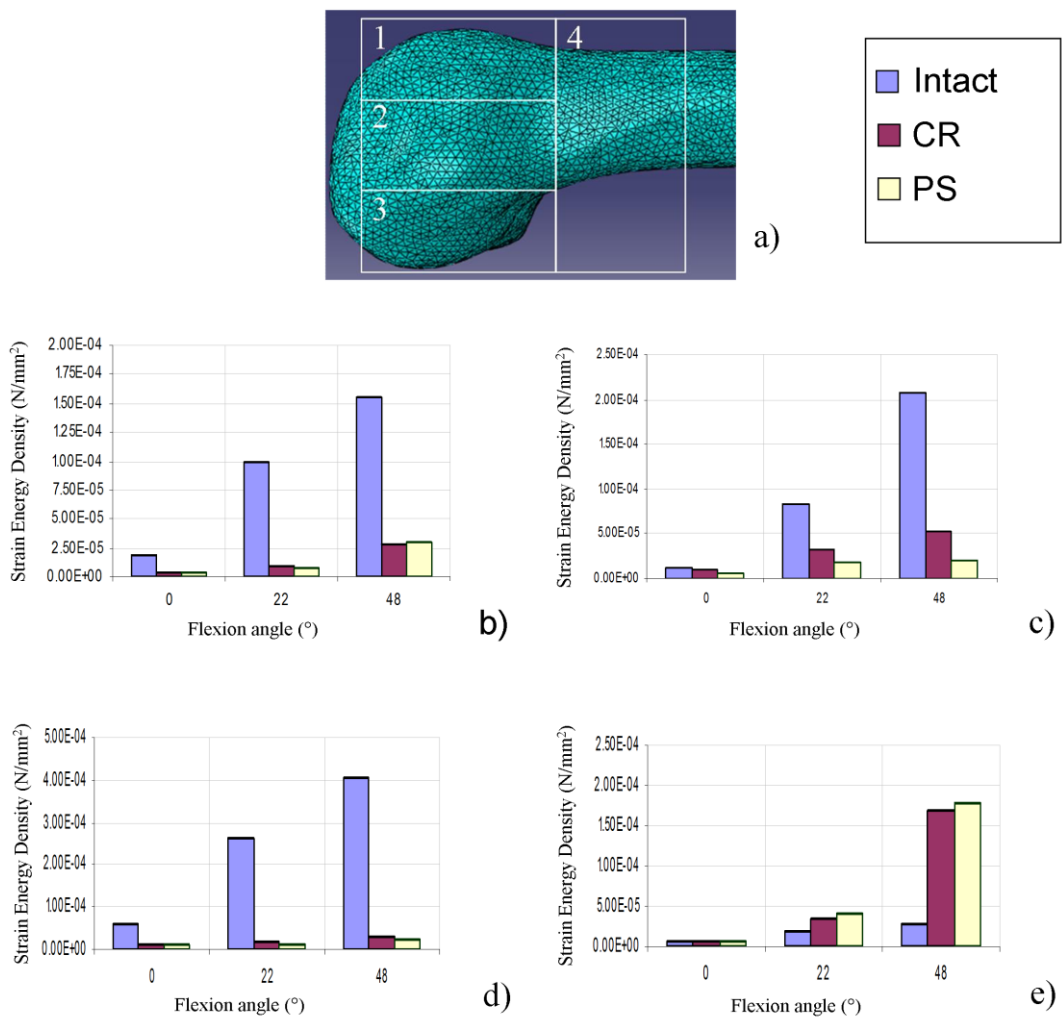 1
4
2
3
a)
Intact
CR
PS
Strain Energy Density (N/mm²)
2.00E-04
1.75E-04
1.50E-04
1.25E-04
1.00E-04
7.50E-05
5.00E-05
2.50E-05
0.00E+00
0 22 48
Flexion angle (°)
b)
Strain Energy Density (N/mm²)
2.50E-04
2.00E-04
1.50E-04
1.00E-04
5.00E-05
0.00E+00
0 22 48
Flexion angle (°)
c)
Strain Energy Density (N/mm²)
5.00E-04
4.00E-04
3.00E-04
2.00E-04
1.00E-04
0.00E+00
0 22 48
Flexion angle (°)
d)
Strain Energy Density (N/mm²)
2.50E-04
2.00E-04
1.50E-04
1.00E-04
5.00E-05
0.00E+00
0 22 48
Flexion angle (°)
e)